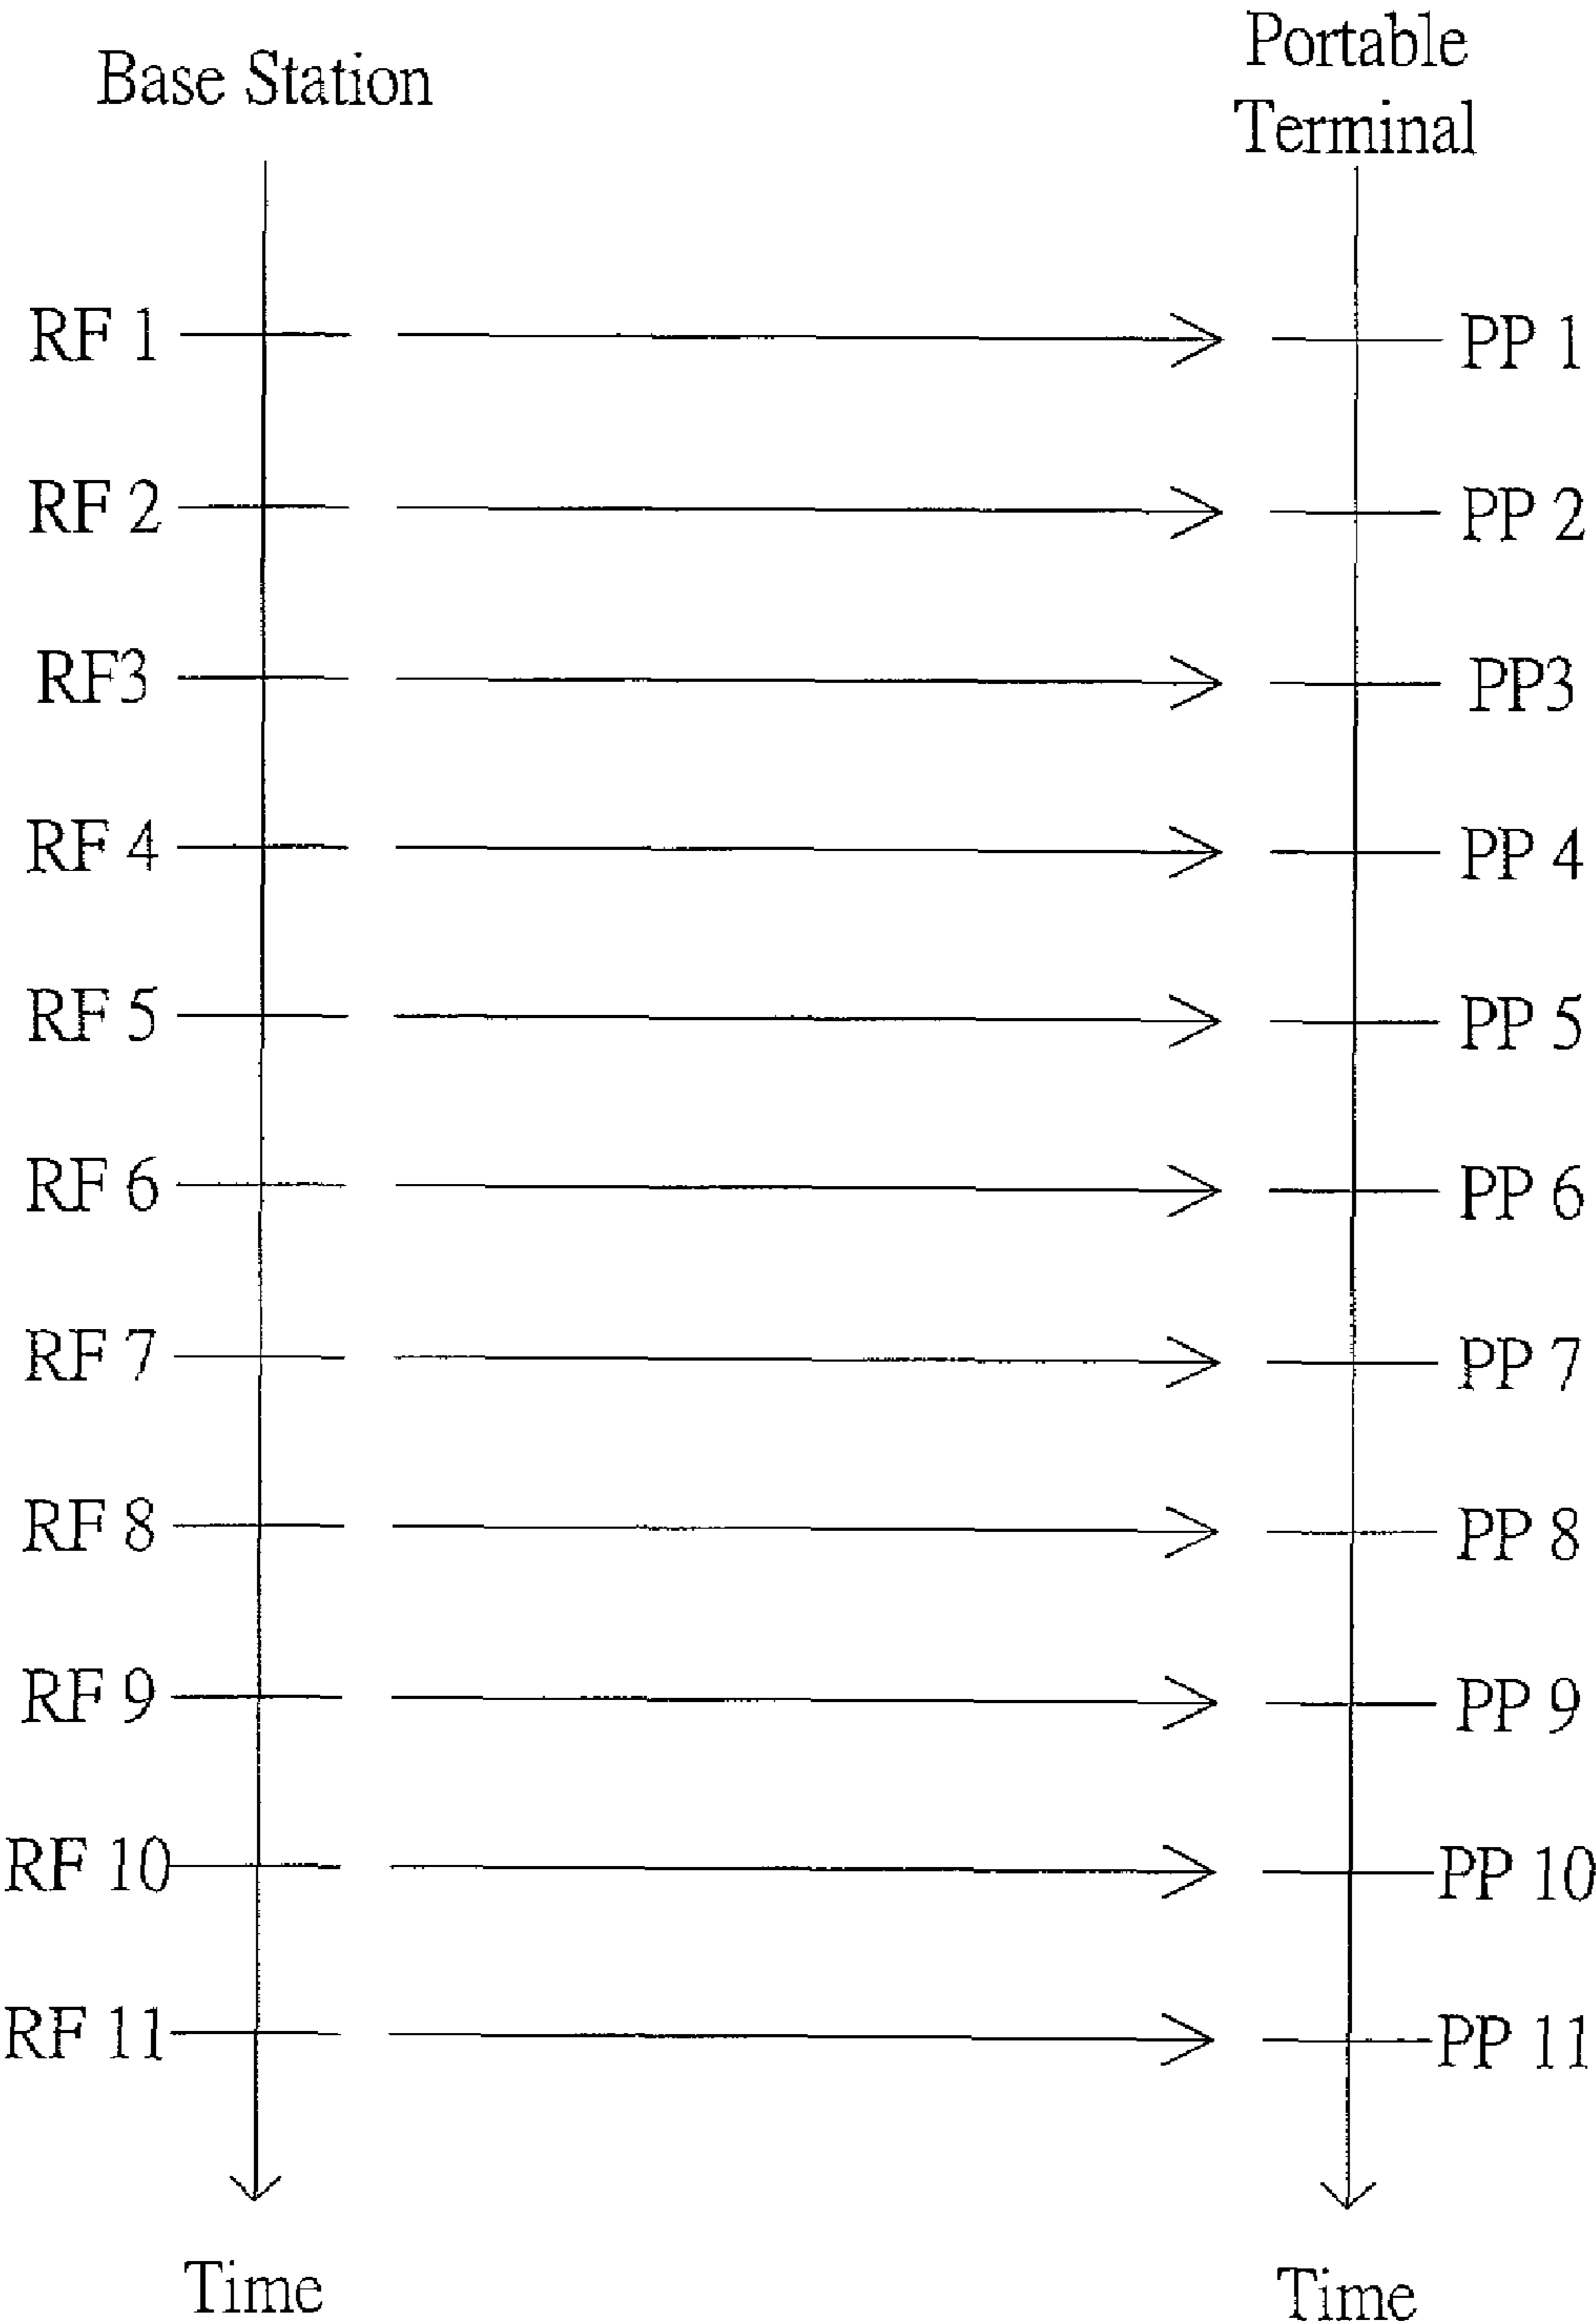 Base Station
Portable
Terminal
RF 1
PP 1
RF 2
PP 2
RF3
PP3
RF 4
PP 4
RF 5
PP 5
RF 6
PP 6
RF 7
PP 7
RF 8
PP 8
RF 9
PP 9
RF 10
PP 10
RF 11
PP 11
Time
Time